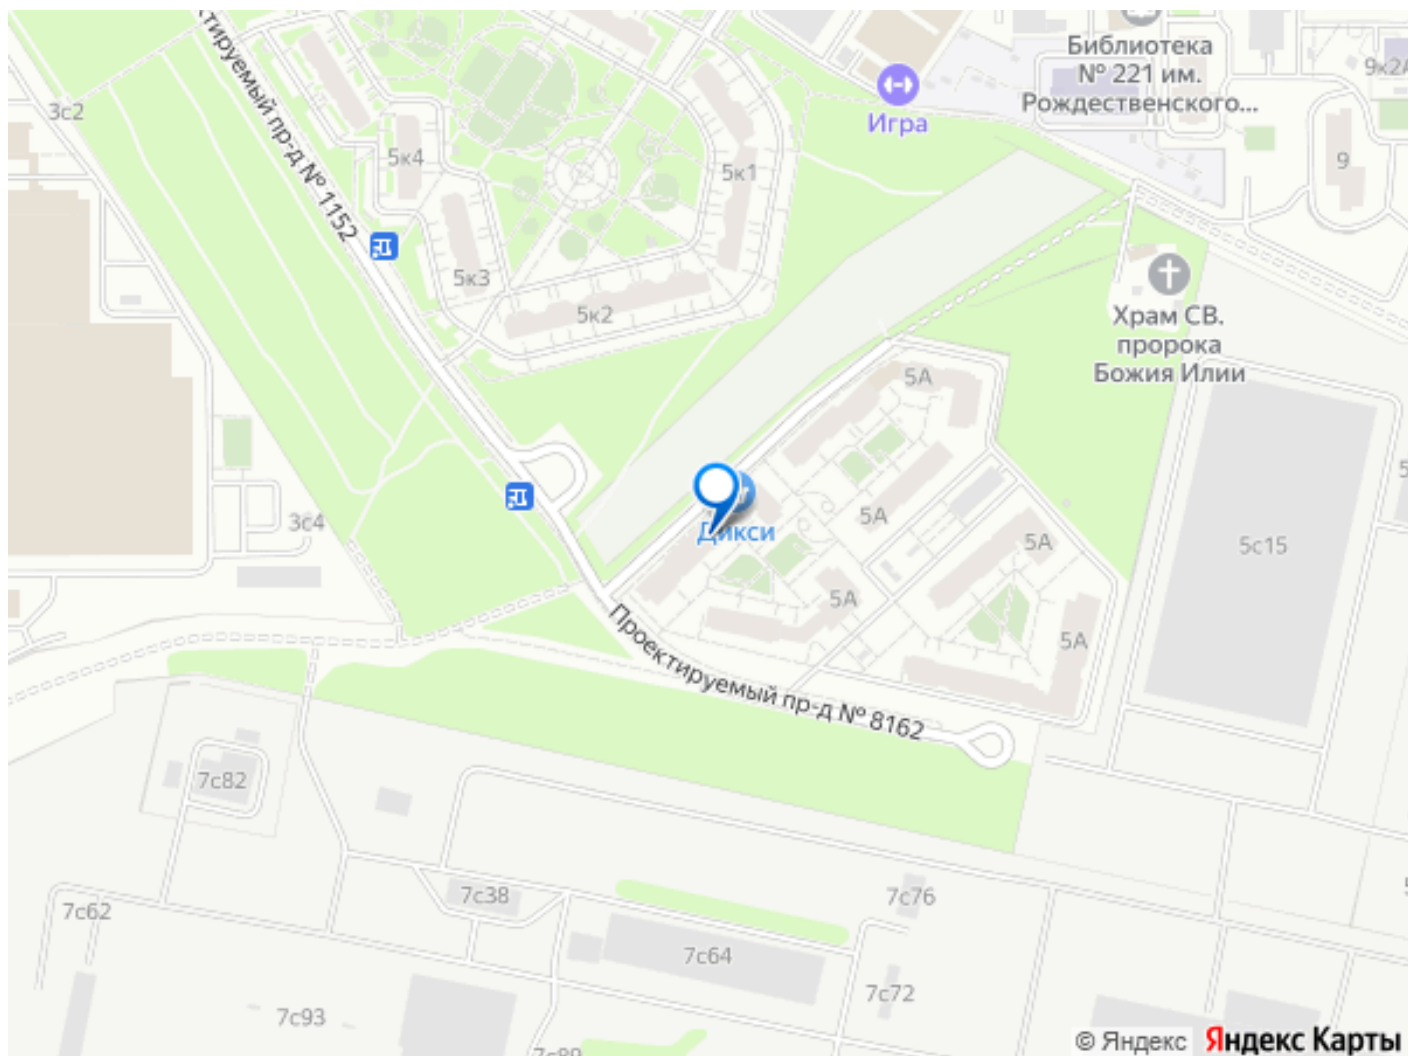 Библиотека
№ 221 им.
Рождественского...
9к2А
3с2
Игра
5к4
5к1
9
ктируемый пр-д № 1152
5к3
5к2
Храм СВ.
пророка
Божия Илии
5А
3с4
Дикси
5А
5А
5с15
5А
5А
Проектируемый пр-д № 8162
7с82
7с38
7с76
7с62
7с64
7с72
7с93
© Яндекс Яндекс Карты